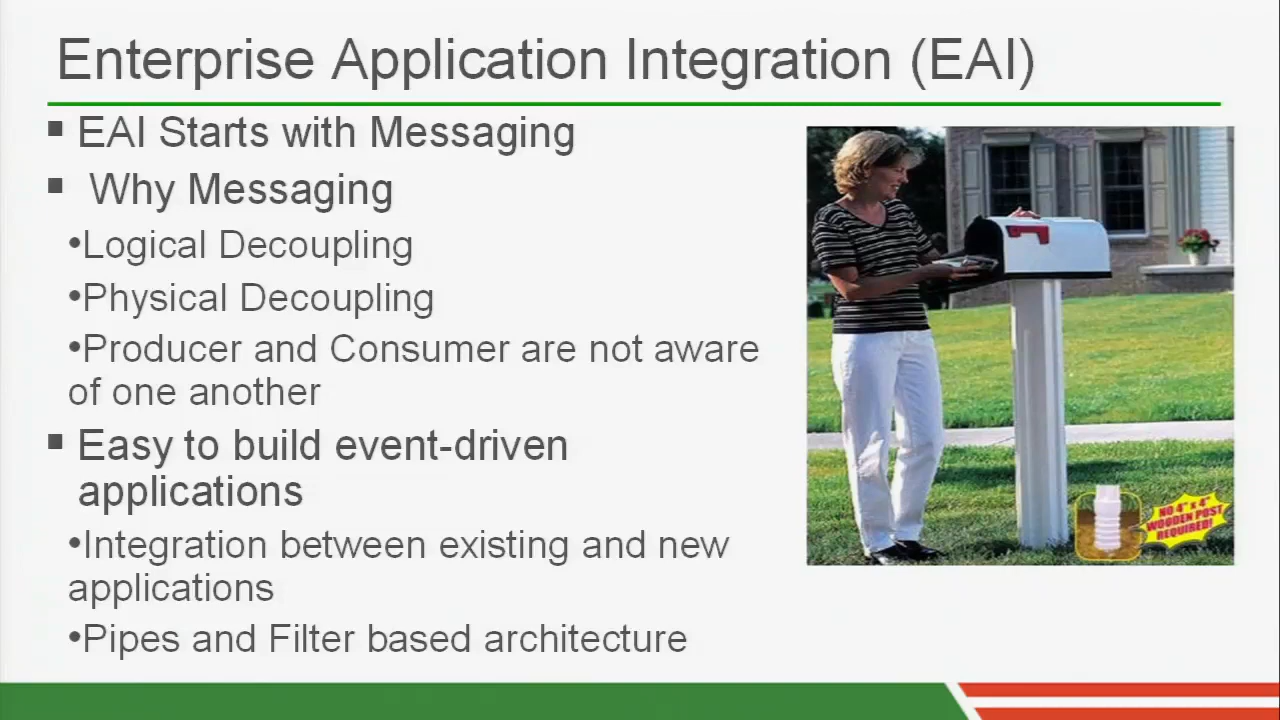 Enterprise Application Integration (EAI)
▪ EAI Starts with Messaging
▪ Why Messaging
•Logical Decoupling
•Physical Decoupling
•Producer and Consumer are not aware
of one another
▪ Easy to build event-driven
applications
•Integration between existing and new
applications
•Pipes and Filter based architecture
NO 4" x 4"
WOODEN POST
REQUIRED!